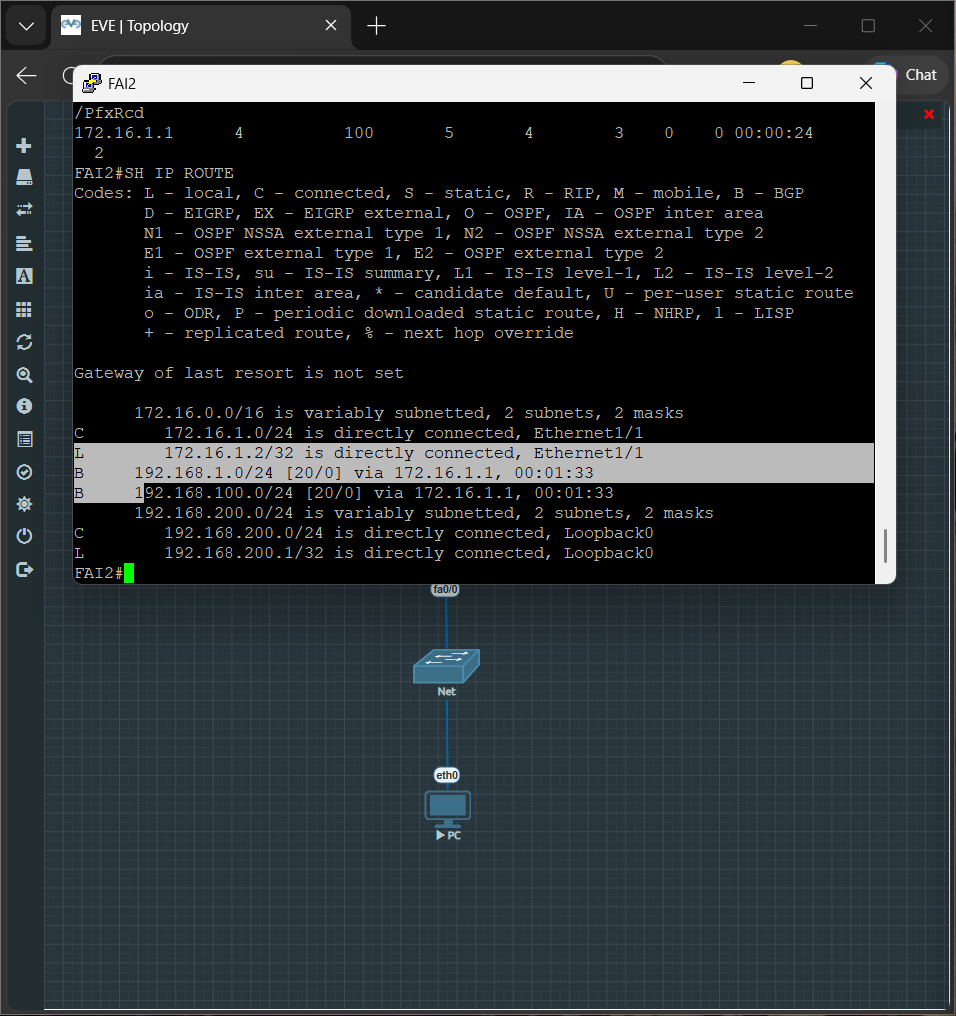 EVE | Topology
Chat
FAI2
/PfxRcd
172.16.1.1 4 100 5 4 3 0 0 00:00:24
2
FAI2#SH IP ROUTE
Codes: L - local, C - connected, S - static, R - RIP, M - mobile, B - BGP
D - EIGRP, EX - EIGRP external, O - OSPF, IA - OSPF inter area
N1 - OSPF NSSA external type 1, N2 - OSPF NSSA external type 2
E1 - OSPF external type 1, E2 - OSPF external type 2
i - IS-IS, su - IS-IS summary, L1 - IS-IS level-1, L2 - IS-IS level-2
ia - IS-IS inter area, * - candidate default, U - per-user static route
o - ODR, P - periodic downloaded static route, H - NHRP, l - LISP
+ - replicated route, % - next hop override
Gateway of last resort is not set
172.16.0.0/16 is variably subnetted, 2 subnets, 2 masks
C 172.16.1.0/24 is directly connected, Ethernet1/1
L 172.16.1.2/32 is directly connected, Ethernet1/1
B 192.168.1.0/24 [20/0] via 172.16.1.1, 00:01:33
B 192.168.100.0/24 [20/0] via 172.16.1.1, 00:01:33
192.168.200.0/24 is variably subnetted, 2 subnets, 2 masks
C 192.168.200.0/24 is directly connected, Loopback0
L 192.168.200.1/32 is directly connected, Loopback0
FAI2#
fa0/0
Net
eth0
PC